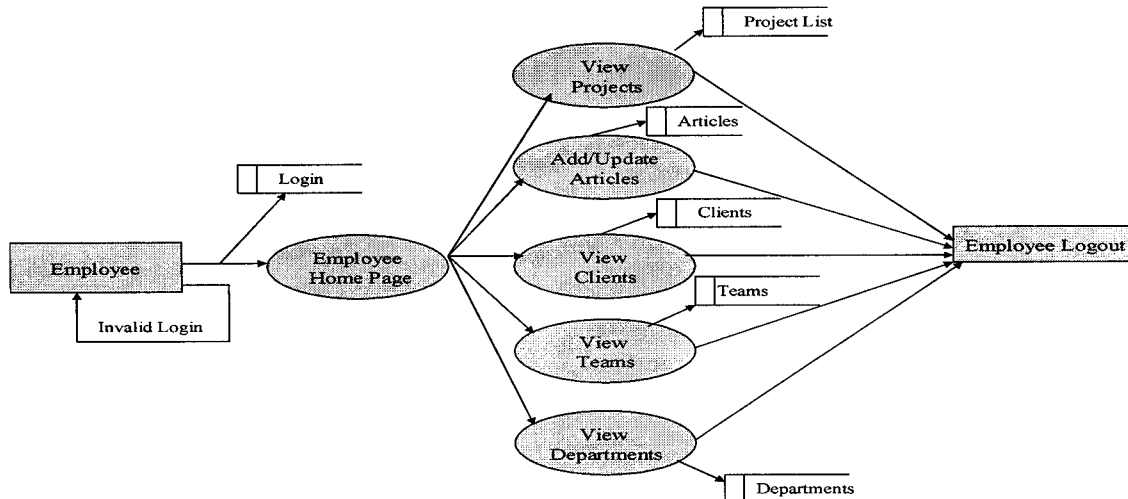 Project List
View
Projects
Articles
Add/Update
Articles
Login
Clients
Employee
Employee
Home Page
View
Clients
Employee Logout
Teams
Invalid Login
View
Teams
View
Departments
Departments